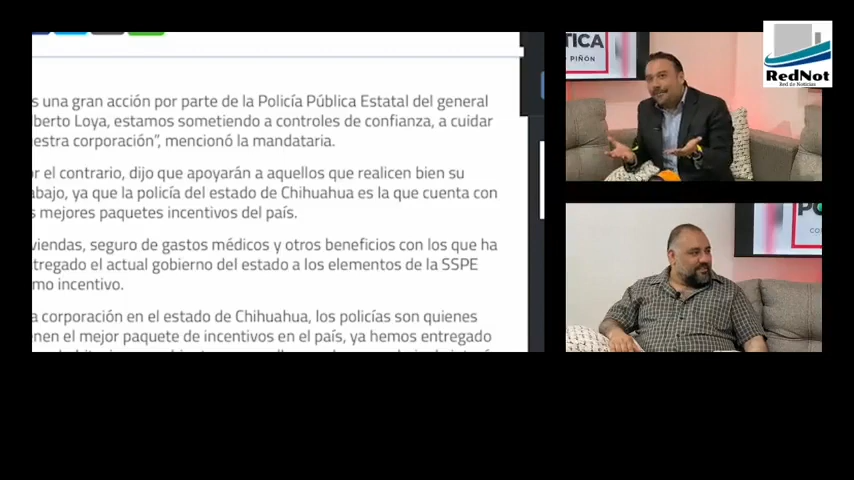 s una gran acción por parte de la Policía Pública Estatal del general
lberto Loya, estamos sometiendo a controles de confianza, a cuidar
uestra corporación”, mencionó la mandataria.
or el contrario, dijo que apoyarán a aquellos que realicen bien su
abajo, ya que la policía del estado de Chihuahua es la que cuenta con
s mejores paquetes incentivos del país.
viendas, seguro de gastos médicos y otros beneficios con los que ha
ntregado el actual gobierno del estado a los elementos de la SSPE
mo incentivo.
a corporación en el estado de Chihuahua, los policías son quienes
enen el mejor paquete de incentivos en el país, ya hemos entregado
TICA
PIÑÓN
RedNot
Red de Noticias
PO
CO